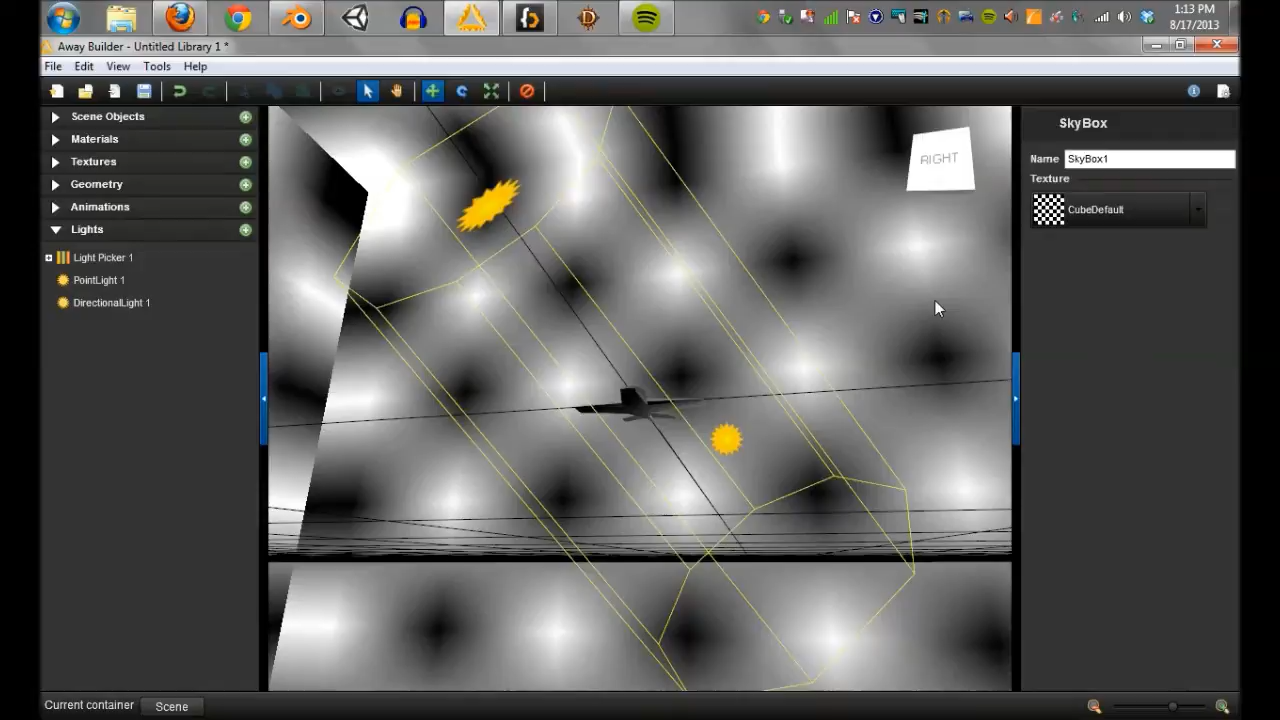 1:13 PM
8/17/2013
Away Builder - Untitled Library 1 *
File Edit View Tools Help
Scene Objects
Materials
Textures
Geometry
Animations
Lights
Light Picker 1
PointLight 1
DirectionalLight 1
RIGHT
SkyBox
Name SkyBox1
Texture
CubeDefault
Current container Scene